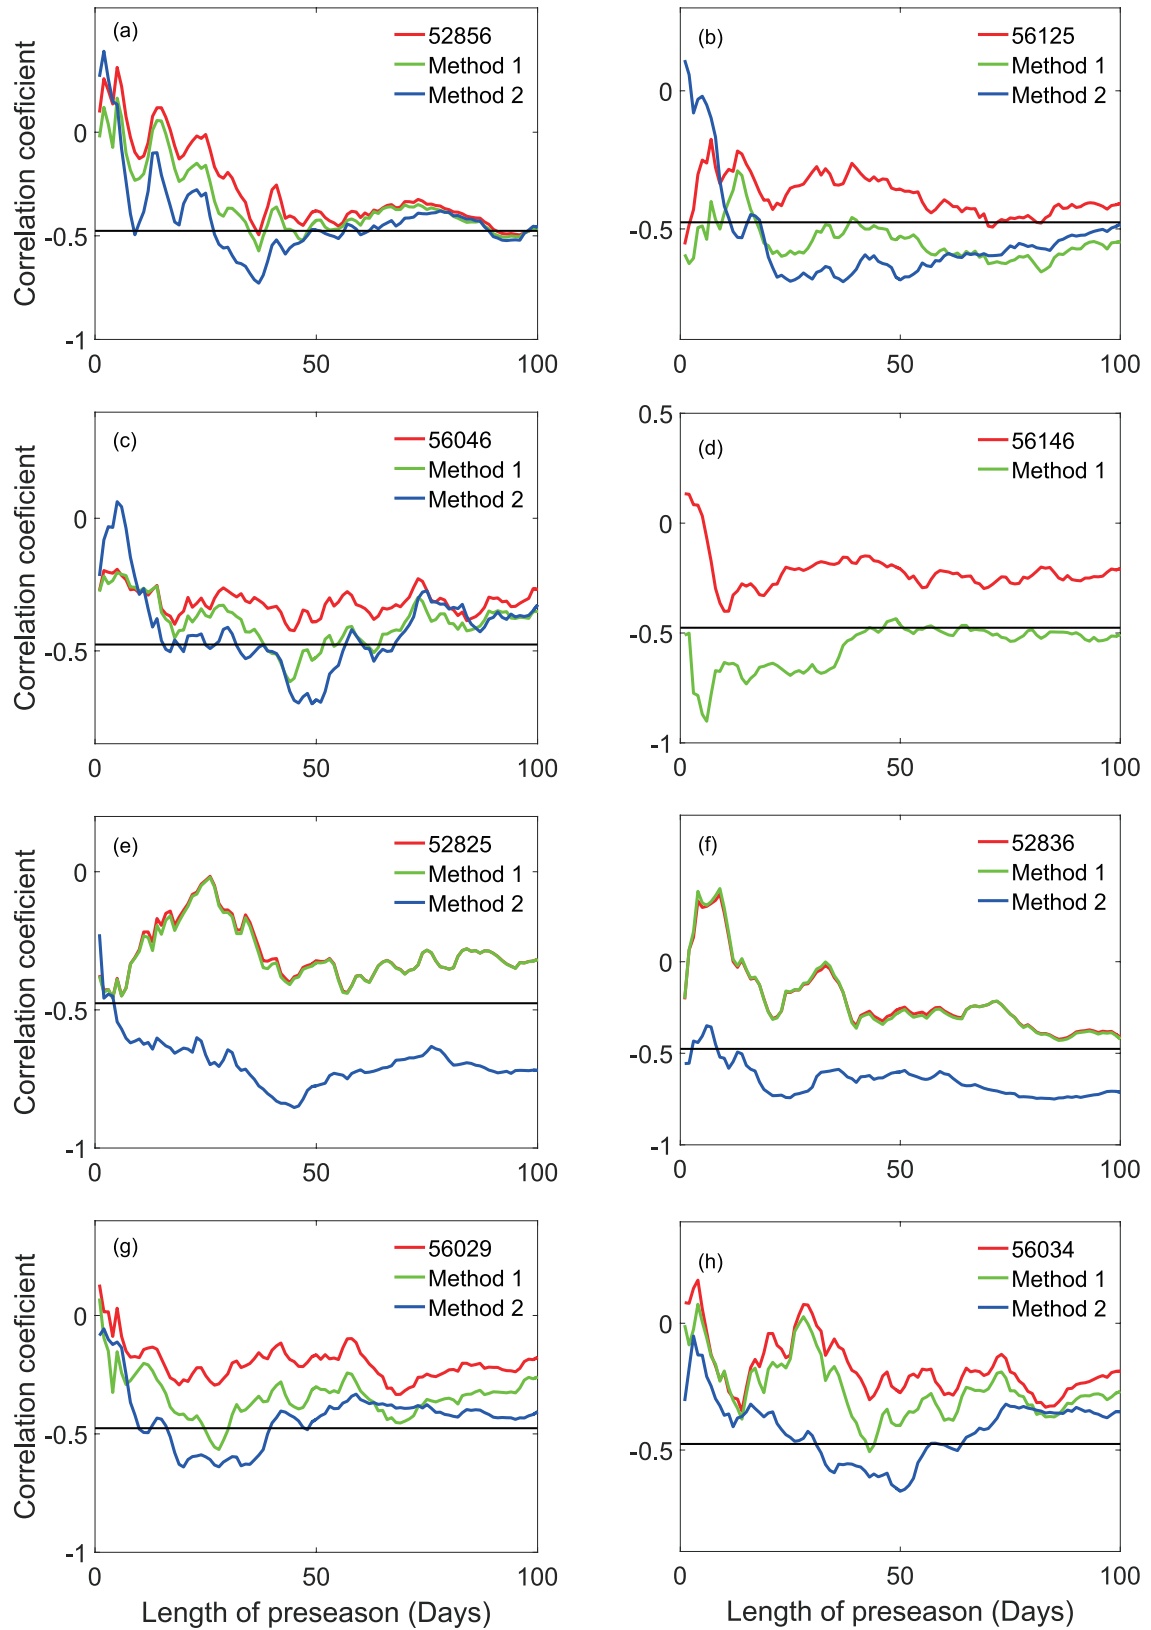 (a)
52856
Method 1
Method 2
0
-0.5
-1
0
50
100
Correlation coeficient
(b)
56125
Method 1
Method 2
0
-0.5
0
50
100
(c)
56046
Method 1
Method 2
0
-0.5
0
50
100
Correlation coeficient
(d)
56146
Method 1
0.5
0
-0.5
-1
0
50
100
(e)
52825
Method 1
Method 2
0
-0.5
-1
0
50
100
Correlation coeficient
(f)
52836
Method 1
Method 2
0
-0.5
-1
0
50
100
(g)
56029
Method 1
Method 2
0
-0.5
-1
0
50
100
Correlation coeficient
Length of preseason (Days)
(h)
56034
Method 1
Method 2
0
-0.5
0
50
100
Length of preseason (Days)